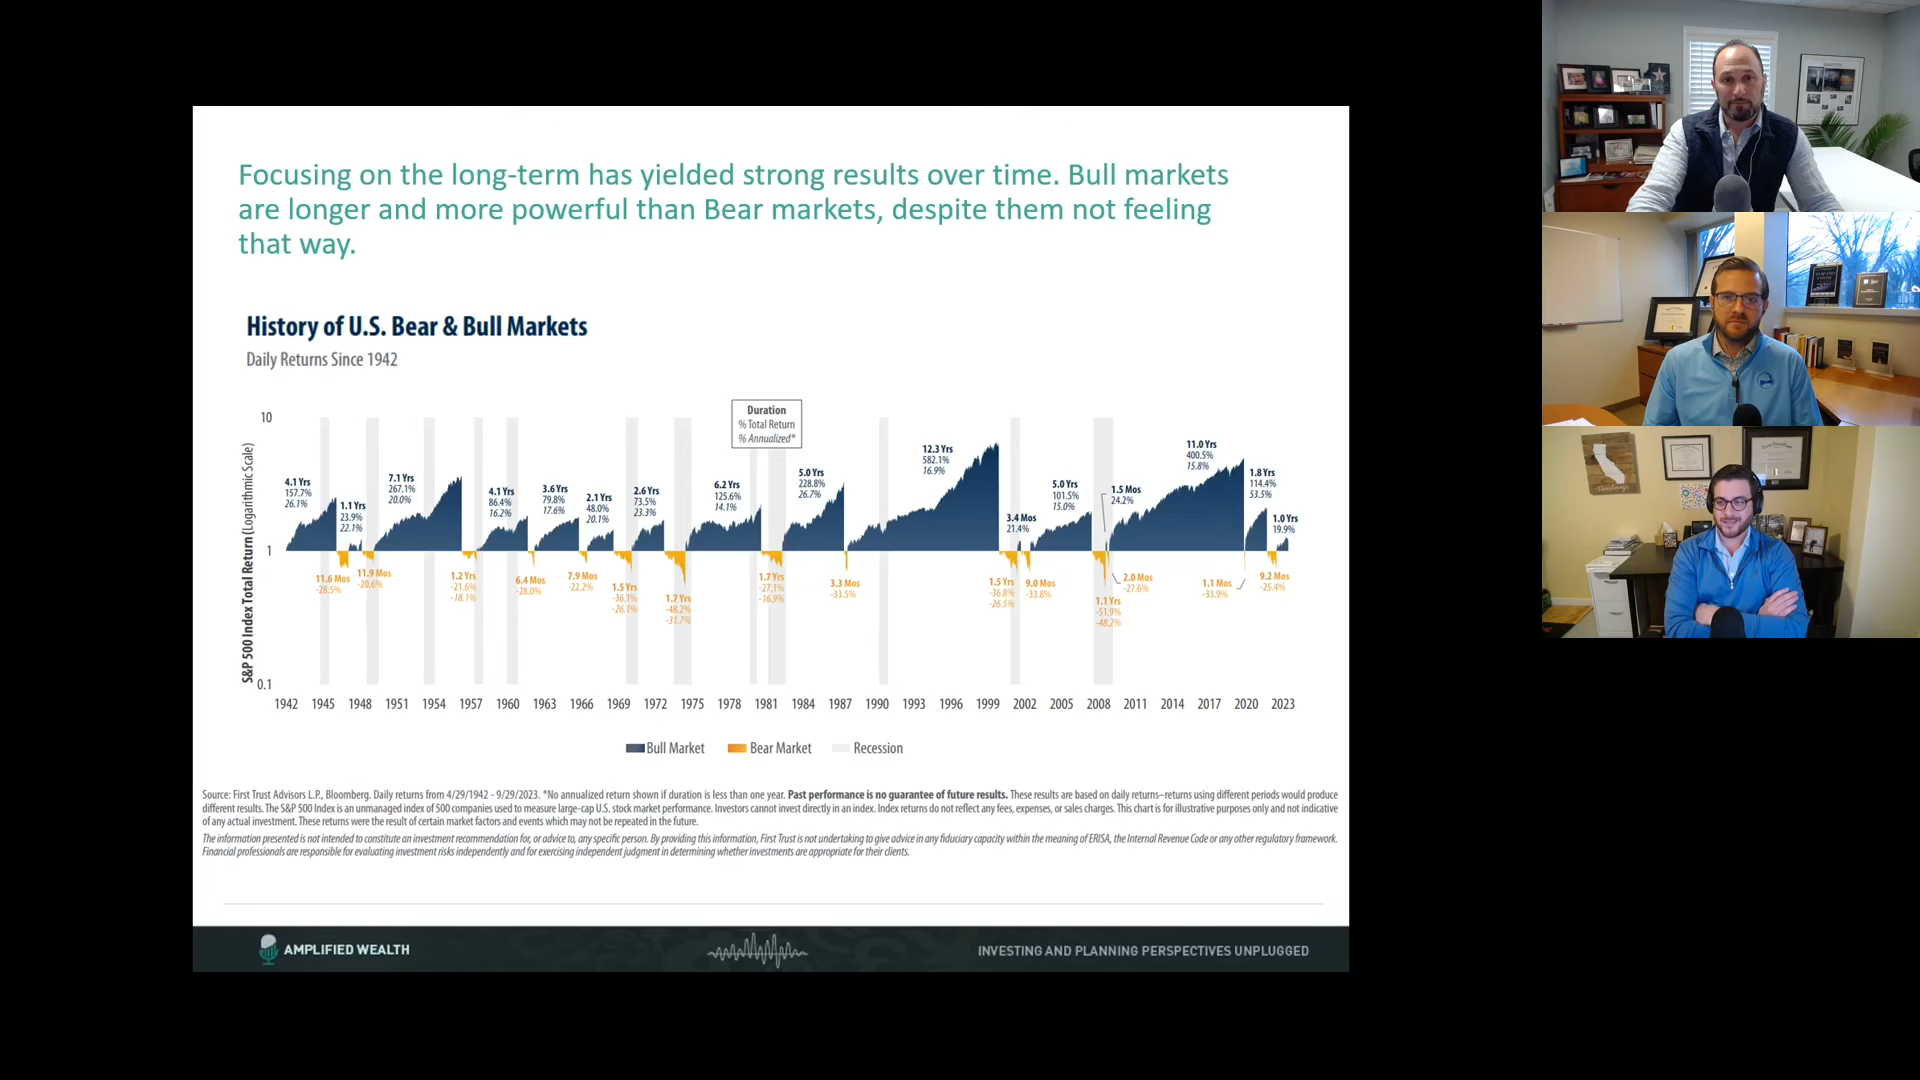 Focusing on the long-term has yielded strong results over time. Bull markets
are longer and more powerful than Bear markets, despite them not feeling
that way.
History of U.S. Bear & Bull Markets
Daily Returns Since 1942
S&P 500 Index Total Return (Logarithmic Scale)
10
1
0.1
Duration
% Total Return
% Annualized*
4.1 Yrs
157.7%
26.1%
1.1 Yrs
23.9%
22.1%
7.1 Yrs
267.1%
20.0%
4.1 Yrs
86.4%
16.2%
3.6 Yrs
79.8%
17.6%
2.1 Yrs
48.0%
20.1%
2.6 Yrs
73.5%
23.3%
6.2 Yrs
125.6%
14.1%
5.0 Yrs
228.8%
26.7%
12.3 Yrs
582.1%
16.9%
3.4 Mos
21.4%
5.0 Yrs
101.5%
15.0%
1.5 Mos
24.2%
11.0 Yrs
400.5%
15.8%
1.8 Yrs
114.4%
53.5%
1.0 Yrs
19.9%
11.6 Mos
-28.5%
11.9 Mos
-20.6%
1.2 Yrs
-21.6%
-18.1%
6.4 Mos
-28.0%
7.9 Mos
-22.2%
1.5 Yrs
-36.1%
-26.1%
1.7 Yrs
-48.2%
-31.7%
1.7 Yrs
-27.1%
-16.9%
3.3 Mos
-33.5%
1.5 Yrs
-36.8%
-26.5%
9.0 Mos
-33.8%
1.1 Yrs
-51.9%
-48.2%
2.0 Mos
-27.6%
1.1 Mos
-33.9%
9.2 Mos
-25.4%
1942 1945 1948 1951 1954 1957 1960 1963 1966 1969 1972 1975 1978 1981 1984 1987 1990 1993 1996 1999 2002 2005 2008 2011 2014 2017 2020 2023
Bull Market Bear Market Recession
Source: First Trust Advisors L.P., Bloomberg. Daily returns from 4/29/1942 - 9/29/2023. *No annualized return shown if duration is less than one year. Past performance is no guarantee of future results. These results are based on daily returns–returns using different periods would produce
different results. The S&P 500 Index is an unmanaged index of 500 companies used to measure large-cap U.S. stock market performance. Investors cannot invest directly in an index. Index returns do not reflect any fees, expenses, or sales charges. This chart is for illustrative purposes only and not indicative
of any actual investment. These returns were the result of certain market factors and events which may not be repeated in the future.
The information presented is not intended to constitute an investment recommendation for, or advice to, any specific person. By providing this information, First Trust is not undertaking to give advice in any fiduciary capacity within the meaning of ERISA, the Internal Revenue Code or any other regulatory framework.
Financial professionals are responsible for evaluating investment risks independently and for exercising independent judgment in determining whether investments are appropriate for their clients.
AMPLIFIED WEALTH
INVESTING AND PLANNING PERSPECTIVES UNPLUGGED